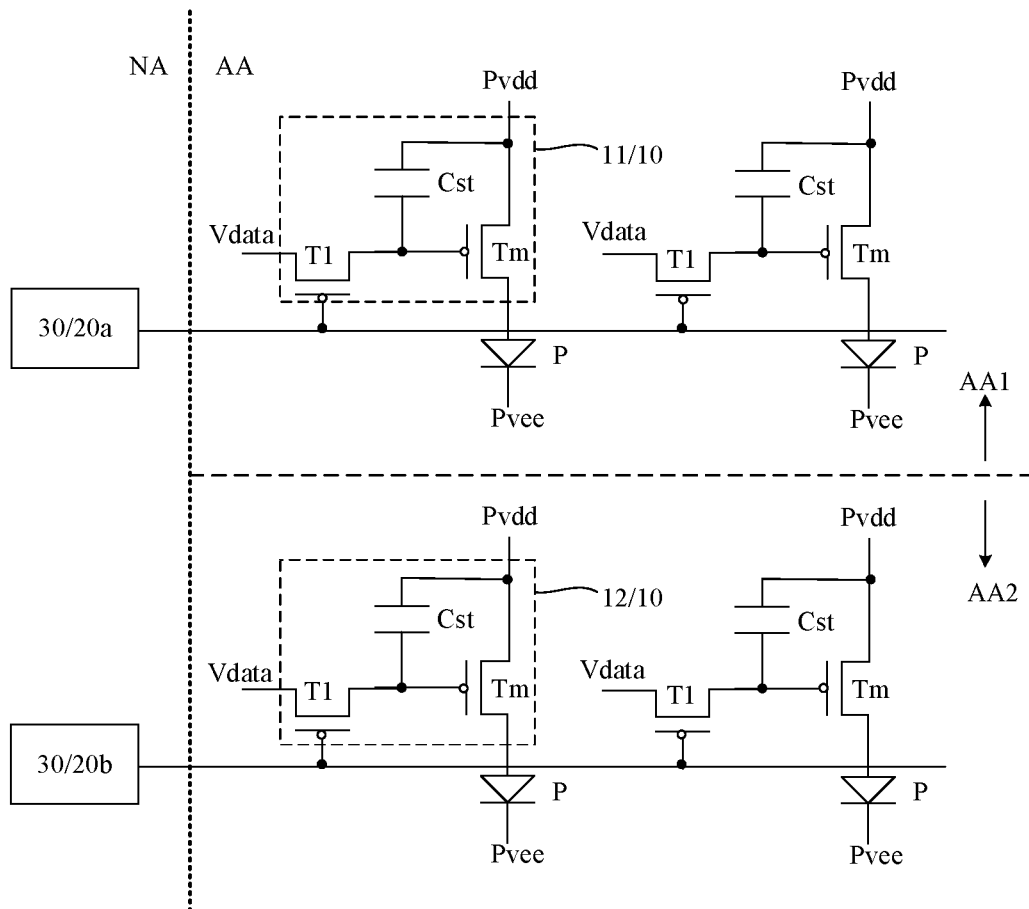 NA AA
Pvdd Pvdd
11/10
Cst Cst
Vdata T1 Tm Vdata T1 Tm
30/20a
P P
AA1
Pvee Pvee
Pvdd Pvdd
12/10
AA2
Cst Cst
Vdata T1 Tm Vdata T1 Tm
30/20b
P P
Pvee Pvee